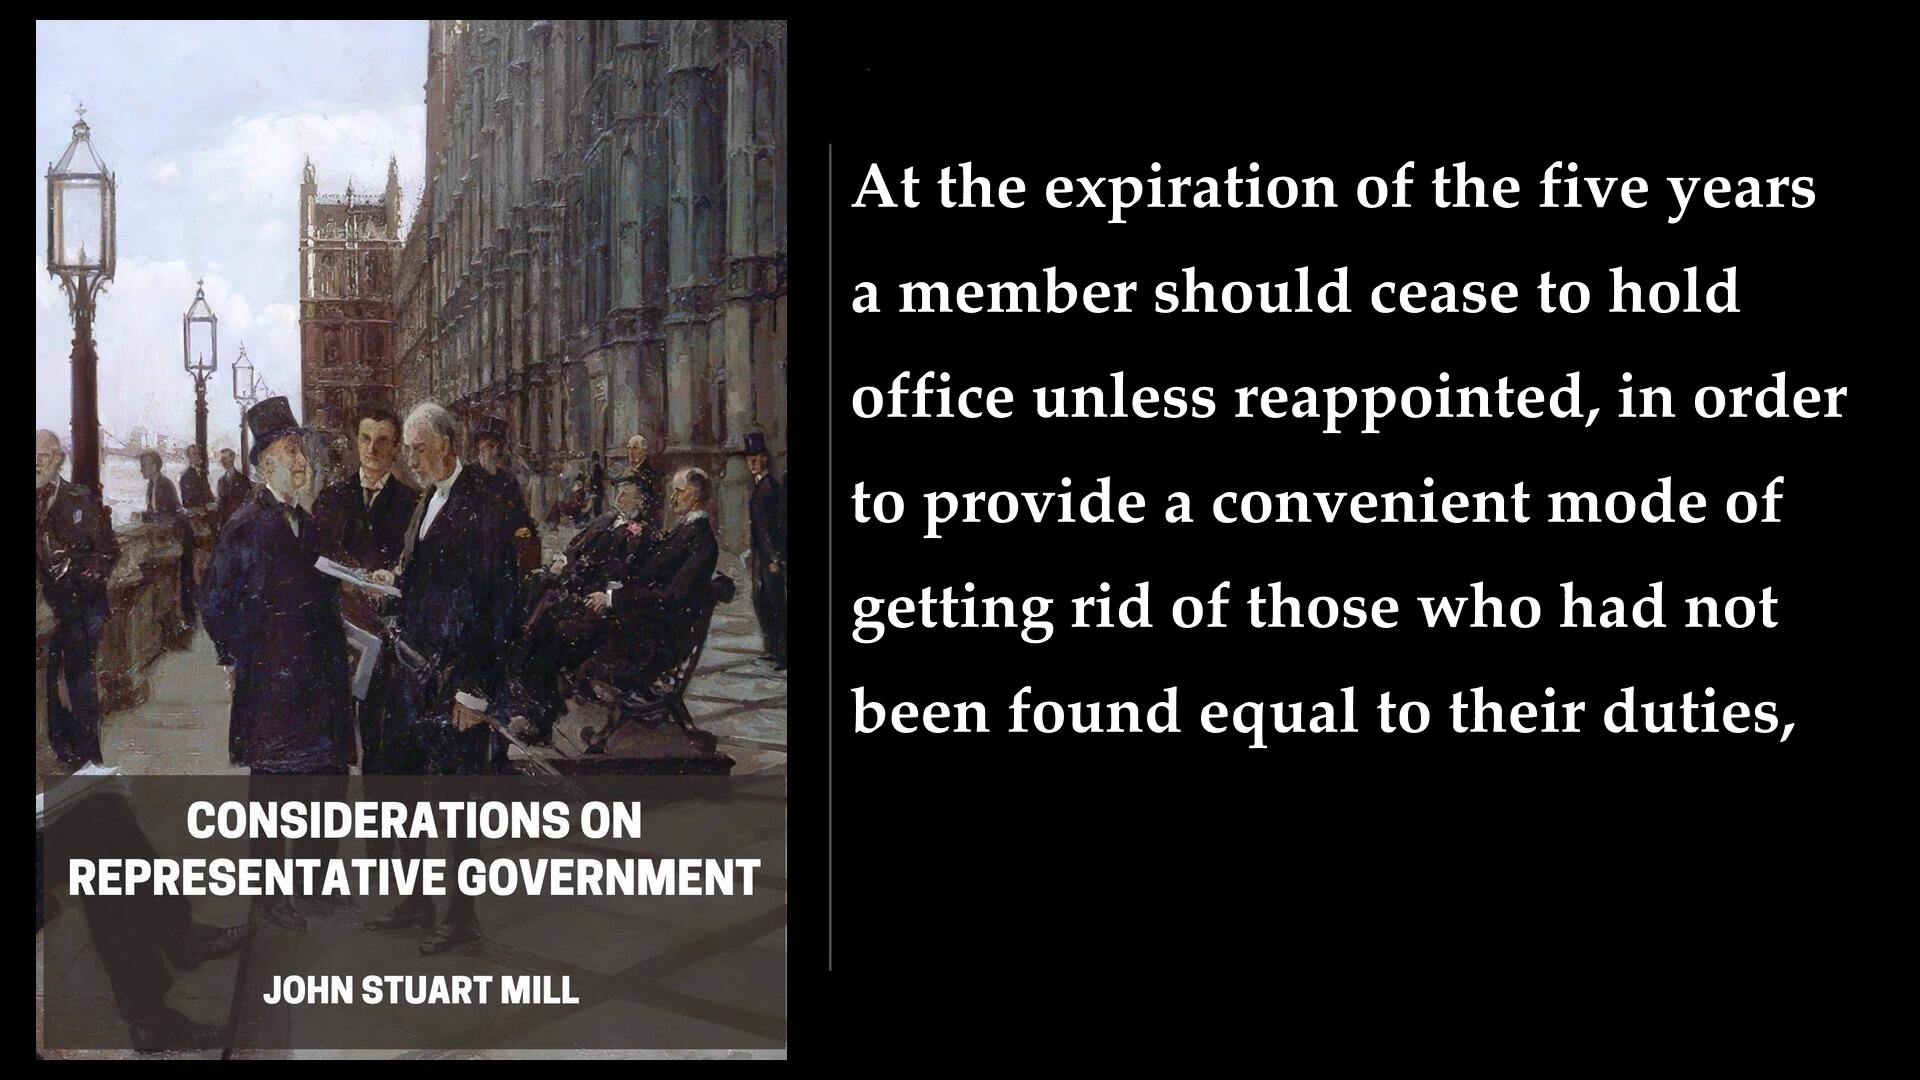 At the expiration of the five years
a member should cease to hold
office unless reappointed, in order
to provide a convenient mode of
getting rid of those who had not
been found equal to their duties,
CONSIDERATIONS ON
REPRESENTATIVE GOVERNMENT
JOHN STUART MILL